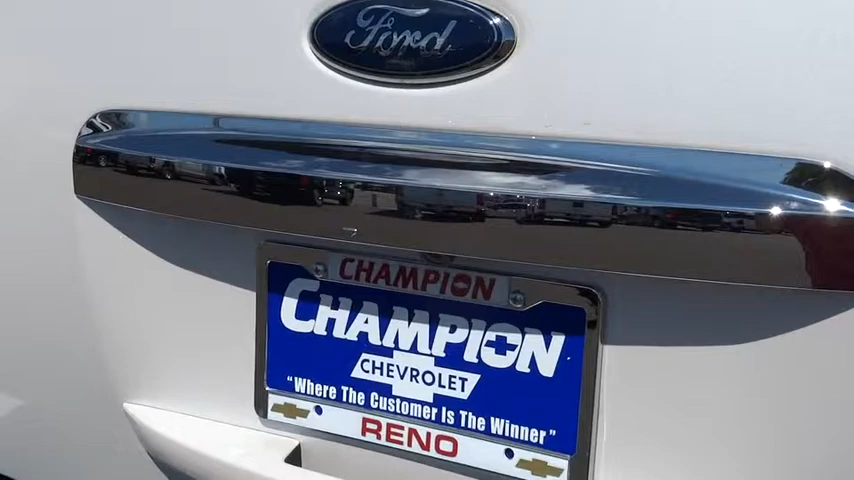 Ford
CHAMPION
CHAMPION
CHEVROLET
"Where The Customer Is The Winner"
RENO